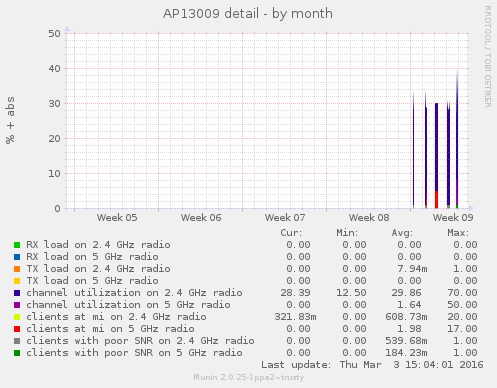 AP13009 detail - by month
RRDTOOL / TOBI OETIKER
% + abs
50
40
30
20
10
0
Week 05 Week 06 Week 07 Week 08 Week 09
Cur: Min: Avg: Max:
RX load on 2.4 GHz radio 0.00 0.00 0.00 0.00
RX load on 5 GHz radio 0.00 0.00 0.00 0.00
TX load on 2.4 GHz radio 0.00 0.00 7.94m 1.00
TX load on 5 GHz radio 0.00 0.00 0.00 0.00
channel utilization on 2.4 GHz radio 28.39 12.50 29.86 70.00
channel utilization on 5 GHz radio 0.00 0.00 1.64 50.00
clients at mi on 2.4 GHz radio 321.83m 0.00 608.73m 20.00
clients at mi on 5 GHz radio 0.00 0.00 1.98 17.00
clients with poor SNR on 2.4 GHz radio 0.00 0.00 539.68m 1.00
clients with poor SNR on 5 GHz radio 0.00 0.00 184.23m 1.00
Last update: Thu Mar 3 15:04:01 2016
Munin 2.0.25-1ppa2~trusty